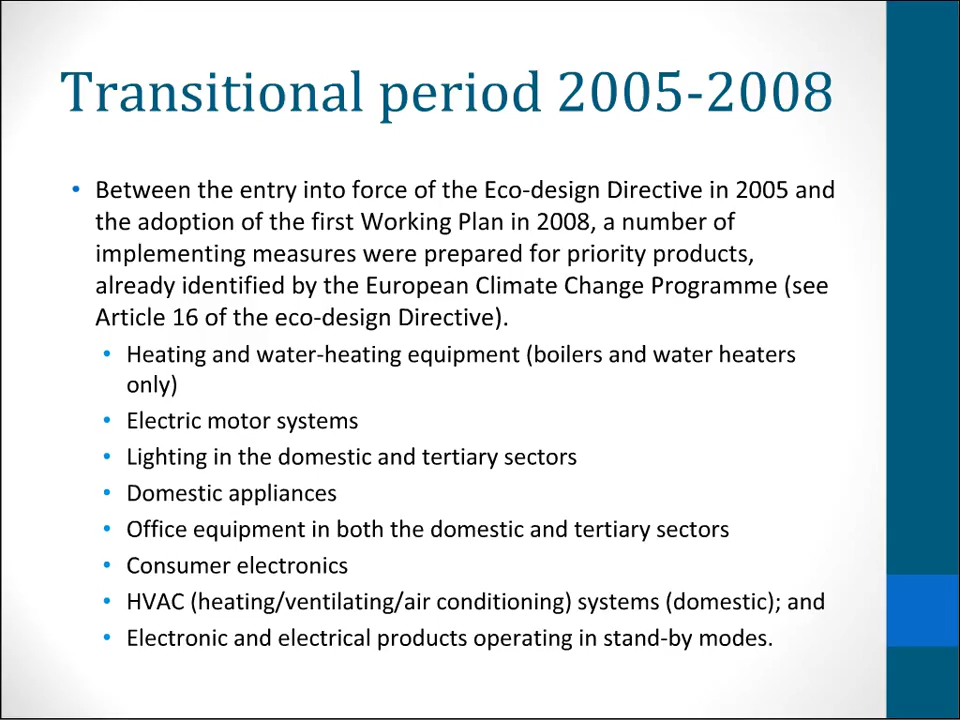 Transitional period 2005-2008
• Between the entry into force of the Eco-design Directive in 2005 and
the adoption of the first Working Plan in 2008, a number of
implementing measures were prepared for priority products,
already identified by the European Climate Change Programme (see
Article 16 of the eco-design Directive).
• Heating and water-heating equipment (boilers and water heaters
only)
• Electric motor systems
• Lighting in the domestic and tertiary sectors
• Domestic appliances
• Office equipment in both the domestic and tertiary sectors
• Consumer electronics
• HVAC (heating/ventilating/air conditioning) systems (domestic); and
• Electronic and electrical products operating in stand-by modes.